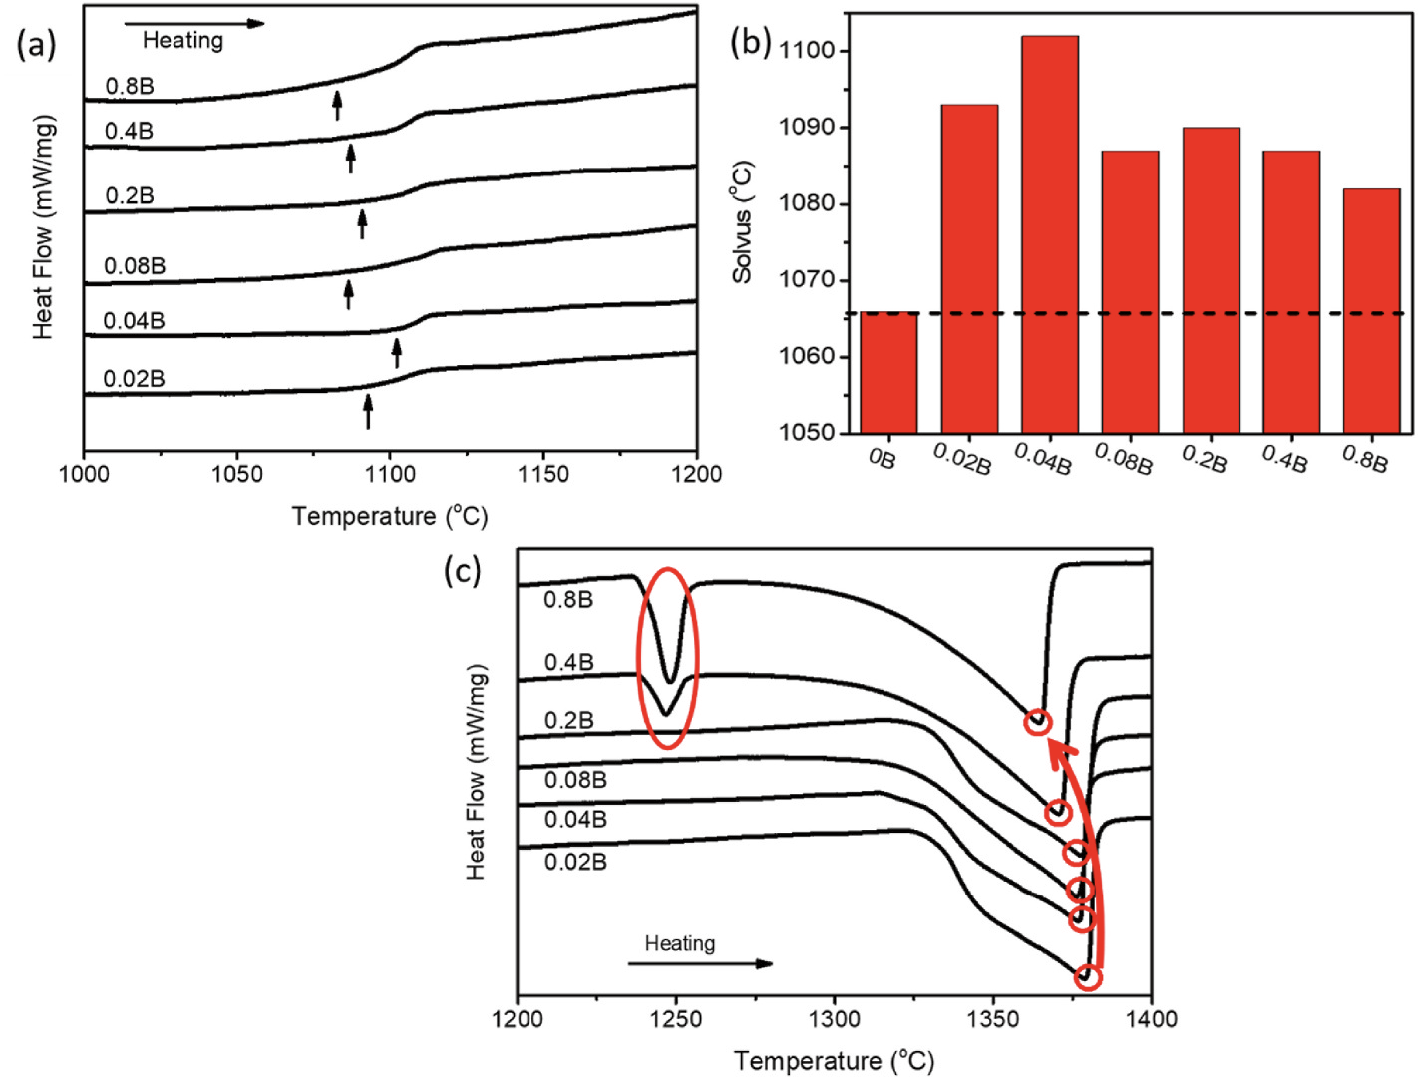 (a)
Heating
0.8B
0.4B
0.2B
0.08B
0.04B
0.02B
Heat Flow (mW/mg)
1000 1050 1100 1150 1200
Temperature (°C)
(b)
1100
1090
1080
1070
1060
1050
Solvus (°C)
0B 0.02B 0.04B 0.08B 0.2B 0.4B 0.8B
(c)
0.8B
0.4B
0.2B
0.08B
0.04B
0.02B
Heating
Heat Flow (mW/mg)
1200 1250 1300 1350 1400
Temperature (°C)